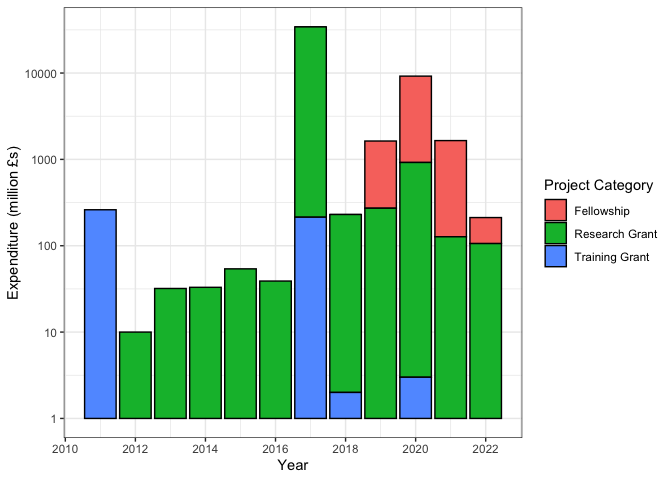 10000
1000
100
10
1
Expenditure (million £s)
2010 2012 2014 2016 2018 2020 2022
Year
Project Category
Fellowship
Research Grant
Training Grant